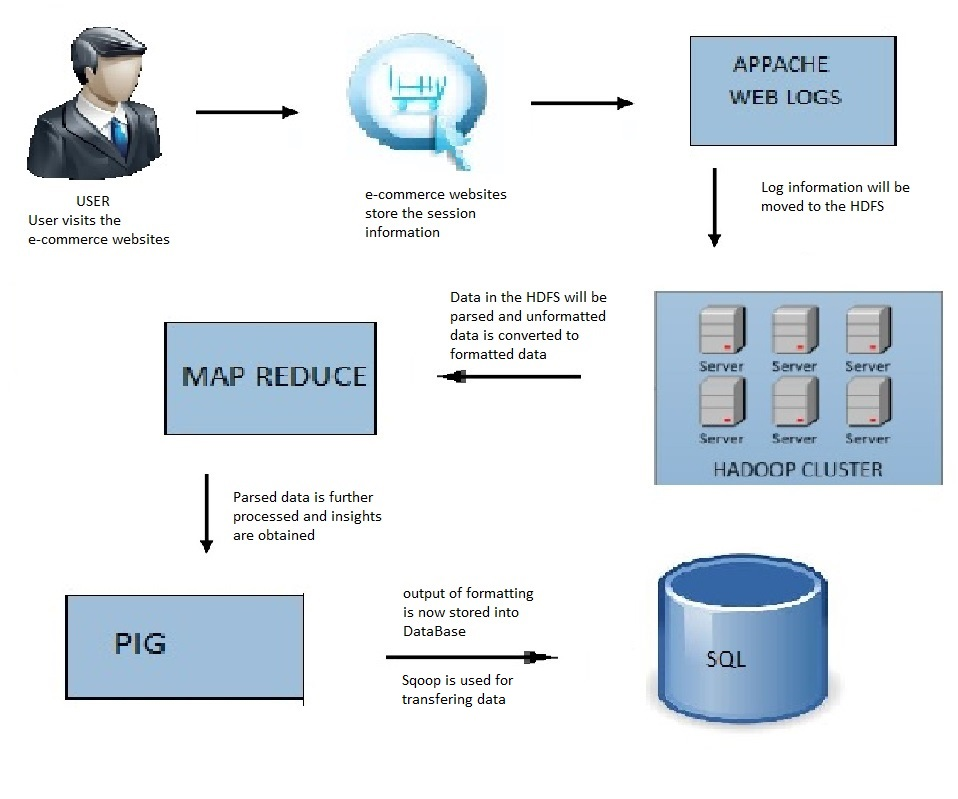 USER
User visits the
e-commerce websites
e-commerce websites
store the session
information
APPACHE
WEB LOGS
Log information will be
moved to the HDFS
Server Server Server
Server Server Server
HADOOP CLUSTER
Data in the HDFS will be
parsed and unformatted
data is converted to
formatted data
MAP REDUCE
Parsed data is further
processed and insights
are obtained
PIG
output of formatting
is now stored into
DataBase
Sqoop is used for
transfering data
SQL